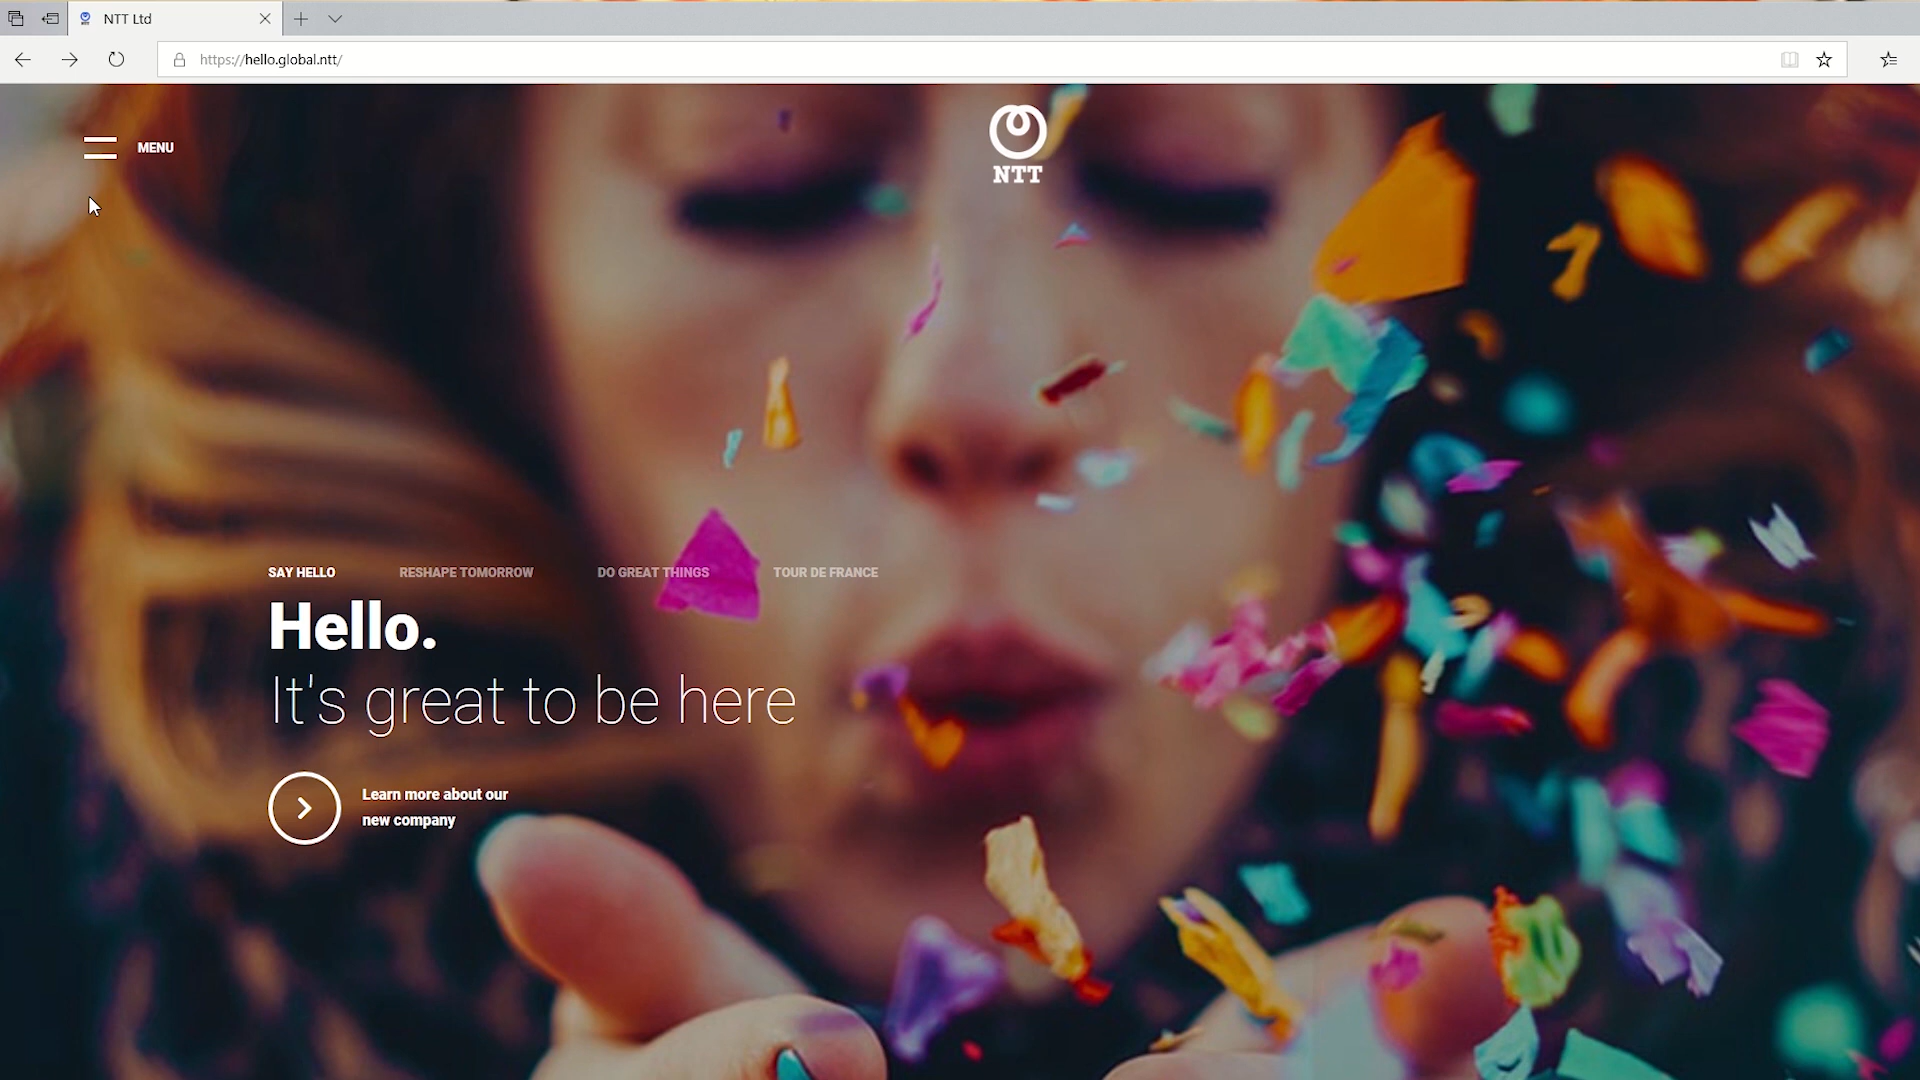 NTT Ltd
https://hello.global.ntt/
MENU
NTT
SAY HELLO
RESHAPE TOMORROW
DO GREAT THINGS
TOUR DE FRANCE
Hello.
It's great to be here
Learn more about our
new company